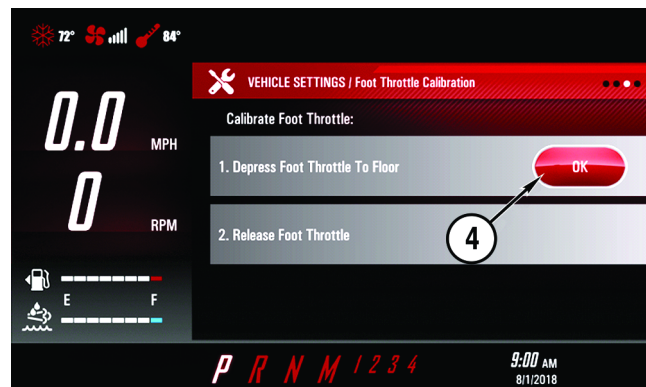 72° 84°
VEHICLE SETTINGS / Foot Throttle Calibration
0.0 MPH
0 RPM
Calibrate Foot Throttle:
1. Depress Foot Throttle To Floor OK
2. Release Foot Throttle
4
E F
P R N M 1 2 3 4
9:00 AM
8/1/2018